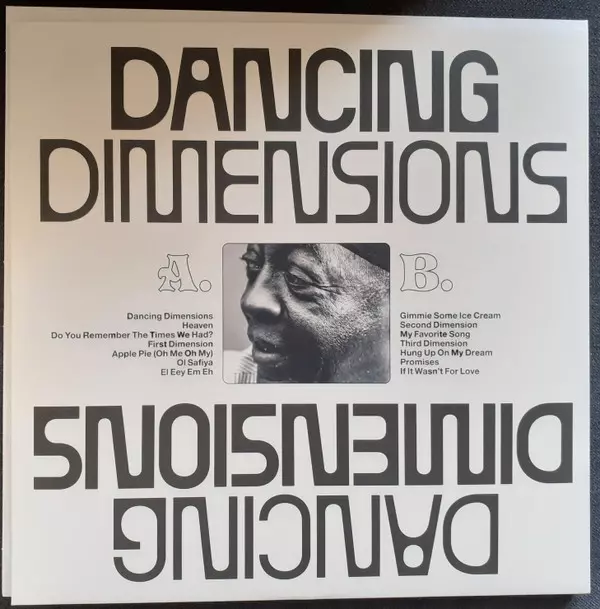 DANCING
DIMENSIONS
A.
Dancing Dimensions
Heaven
Do You Remember The Times We Had?
First Dimension
Apple Pie (Oh Me Oh My)
Ol Safiya
El Eey Em Eh
B.
Gimmie Some Ice Cream
Second Dimension
My Favorite Song
Third Dimension
Hung Up On My Dream
Promises
If It Wasn't For Love
DIMENSIONS
DANCING